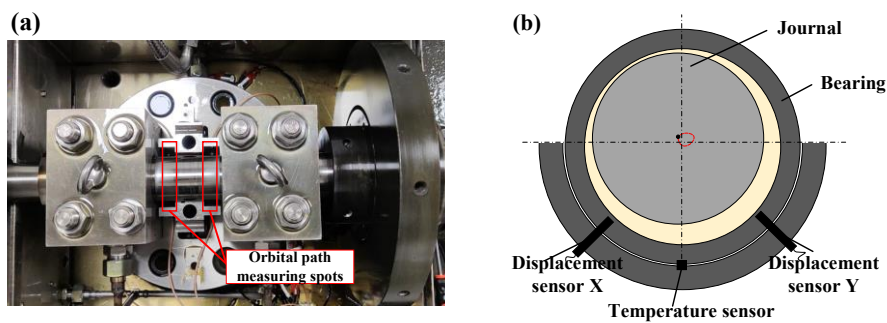 (a)
Orbital path
measuring spots
(b)
Journal
Bearing
Displacement
sensor X
Displacement
sensor Y
Temperature sensor